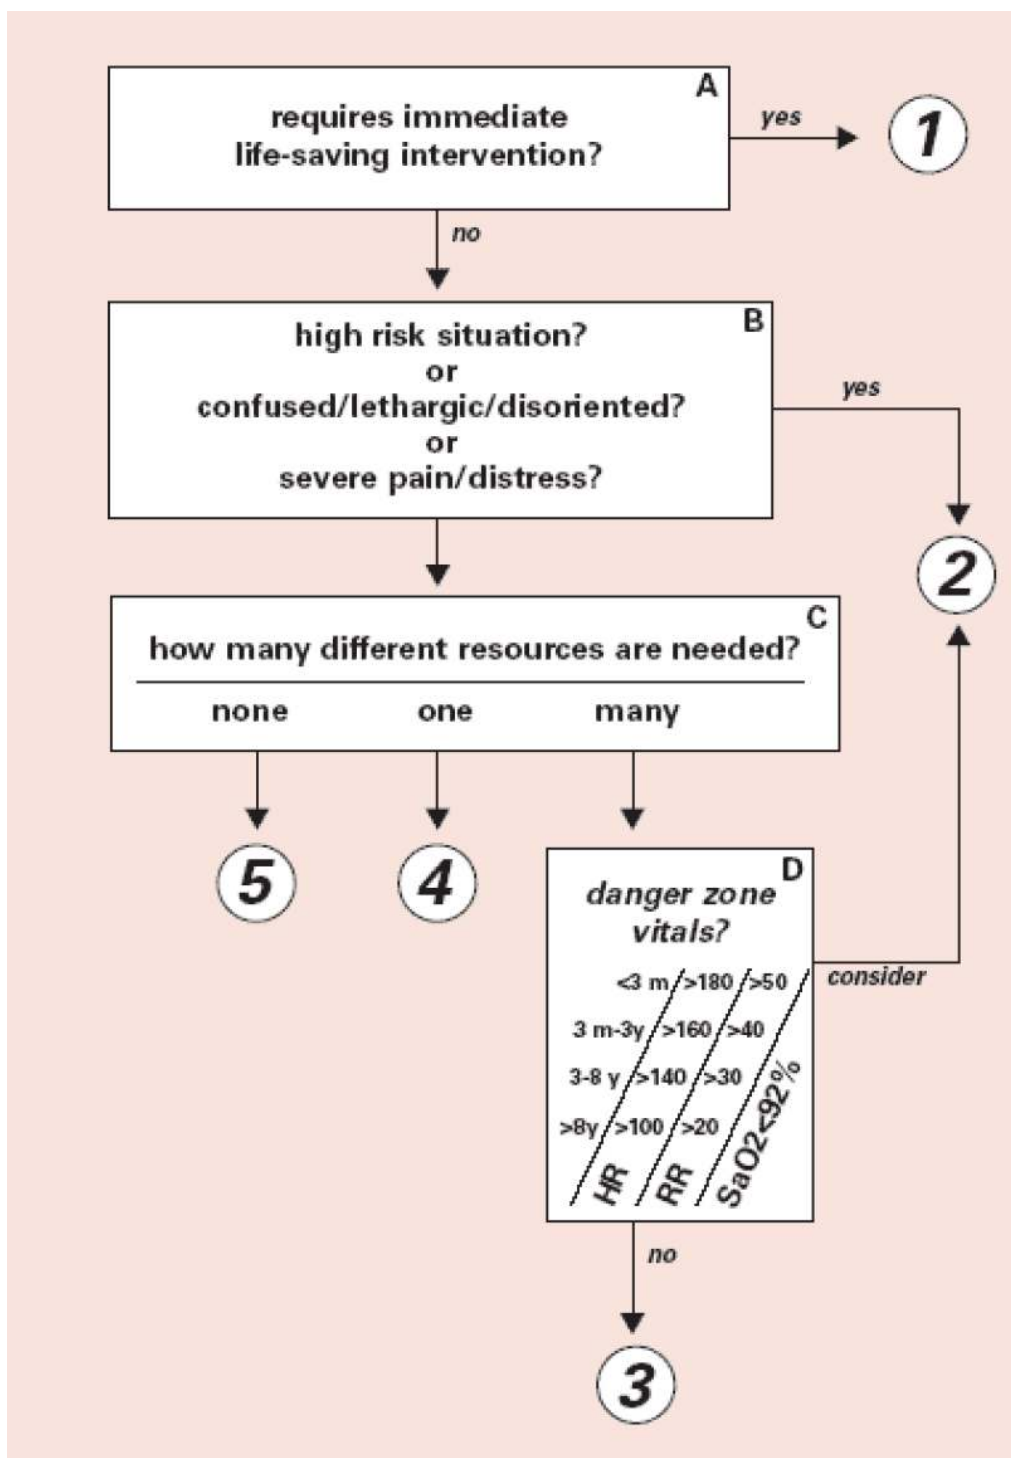 A
requires immediate
life-saving intervention?
yes
1
no
B
high risk situation?
or
confused/lethargic/disoriented?
or
severe pain/distress?
yes
2
C
how many different resources are needed?
none one many
5
4
D
danger zone
vitals?
consider
<3 m >180 >50
3 m-3y >160 >40
3-8 y >140 >30
>8y >100 >20
HR RR SaO2<92%
no
3